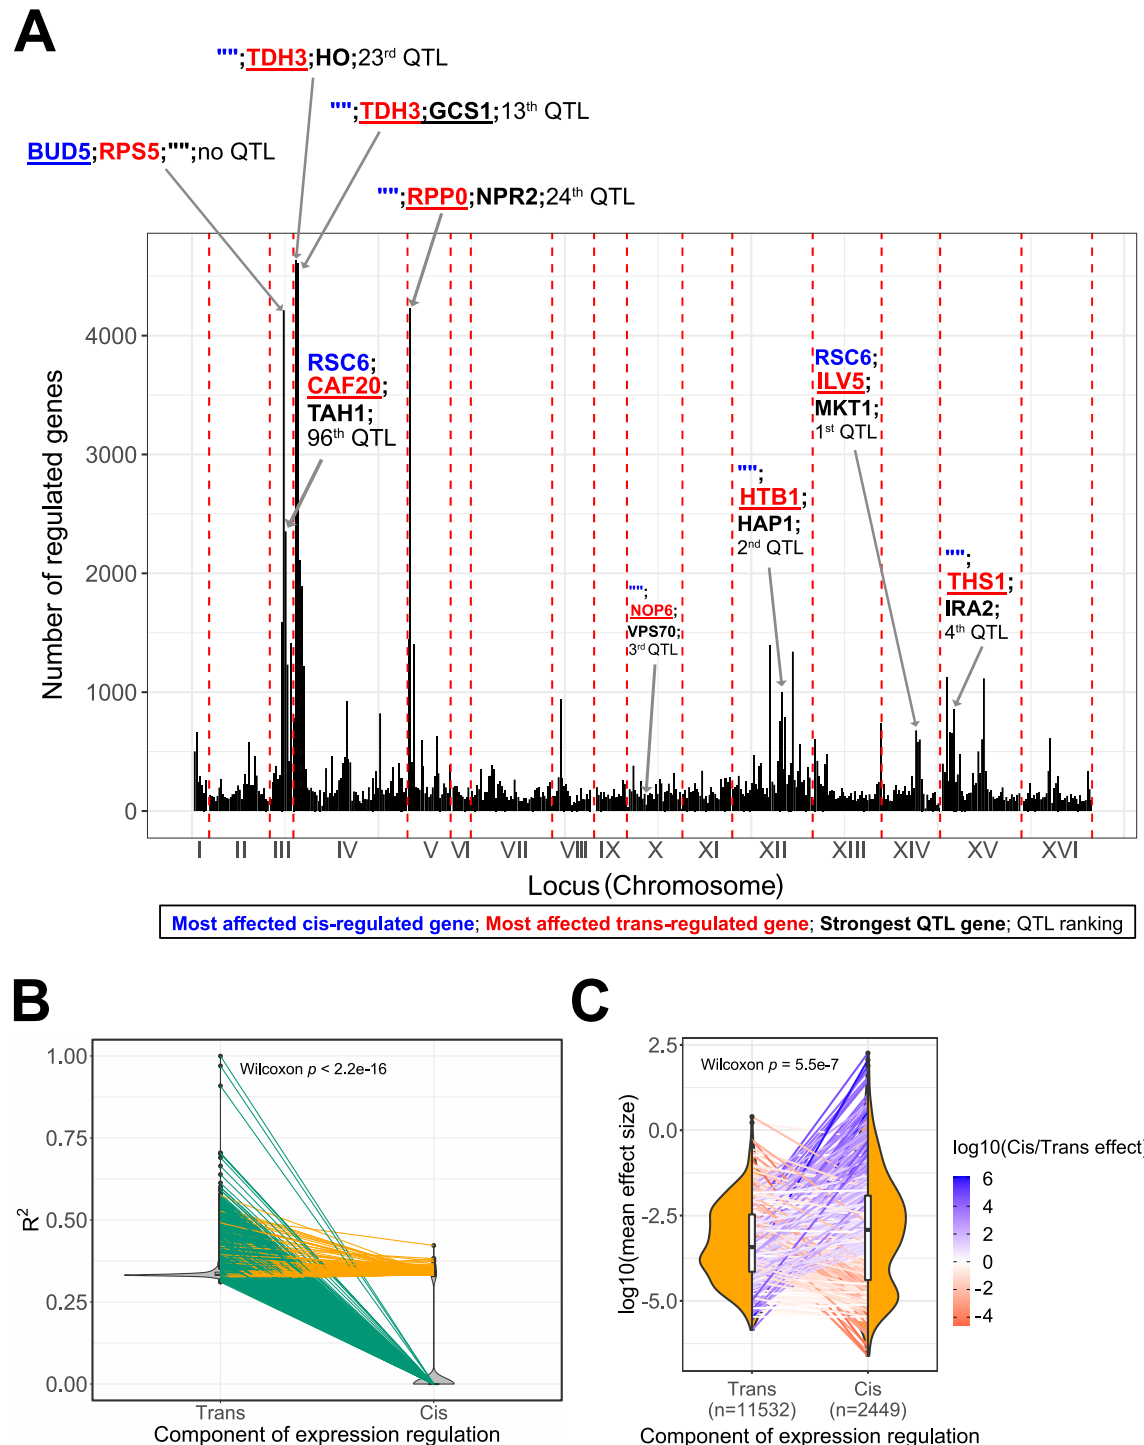 A
"";TDH3;HO;23rd QTL
"";TDH3;GCS1;13th QTL
BUD5;RPS5;"";no QTL
"";RPP0;NPR2;24th QTL
Number of regulated genes
4000
3000
2000
1000
0
RSC6;
CAF20;
TAH1;
96th QTL
RSC6;
ILV5;
MKT1;
1st QTL
"";
HTB1;
HAP1;
2nd QTL
"";
NOP6;
VPS70;
3rd QTL
"";
THS1;
IRA2;
4th QTL
I II III IV V VI VII VIII IX X XI XII XIII XIV XV XVI
Locus (Chromosome)
Most affected cis-regulated gene; Most affected trans-regulated gene; Strongest QTL gene; QTL ranking
B
Wilcoxon p < 2.2e-16
R2
1.00
0.75
0.50
0.25
0.00
Trans Cis
Component of expression regulation
C
Wilcoxon p = 5.5e-7
log10(mean effect size)
2.5
0.0
-2.5
-5.0
Trans Cis
(n=11532) (n=2449)
Component of expression regulation
log10(Cis/Trans effect)
6
4
2
0
-2
-4